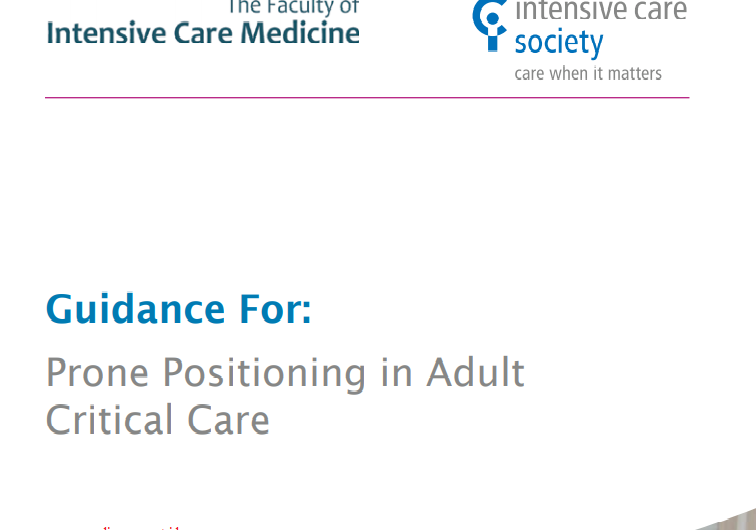 The Faculty of
Intensive Care Medicine
intensive care
society
care when it matters
Guidance For:
Prone Positioning in Adult
Critical Care